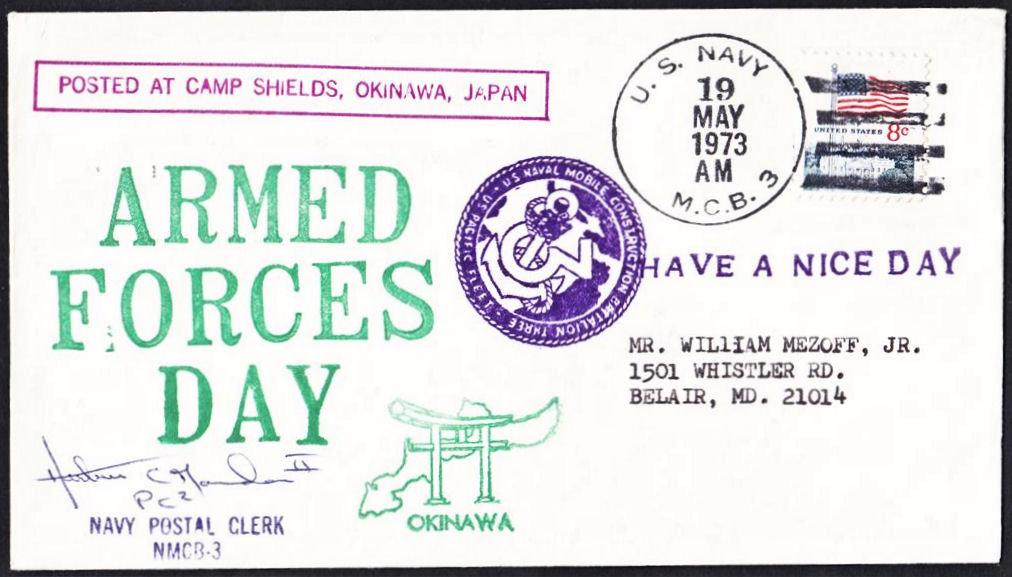 POSTED AT CAMP SHIELDS, OKINAWA, JAPAN
U.S. NAVY
19
MAY
1973
AM
M.C.B. 3
UNITED STATES 8c
ARMED
FORCES
DAY
U.S. NAVAL MOBILE CONSTRUCTION BATTALION THREE
U.S. PACIFIC FLEET
HAVE A NICE DAY
MR. WILLIAM MEZOFF, JR.
1501 WHISTLER RD.
BELAIR, MD. 21014
II
PC2
NAVY POSTAL CLERK
NMCB-3
OKINAWA